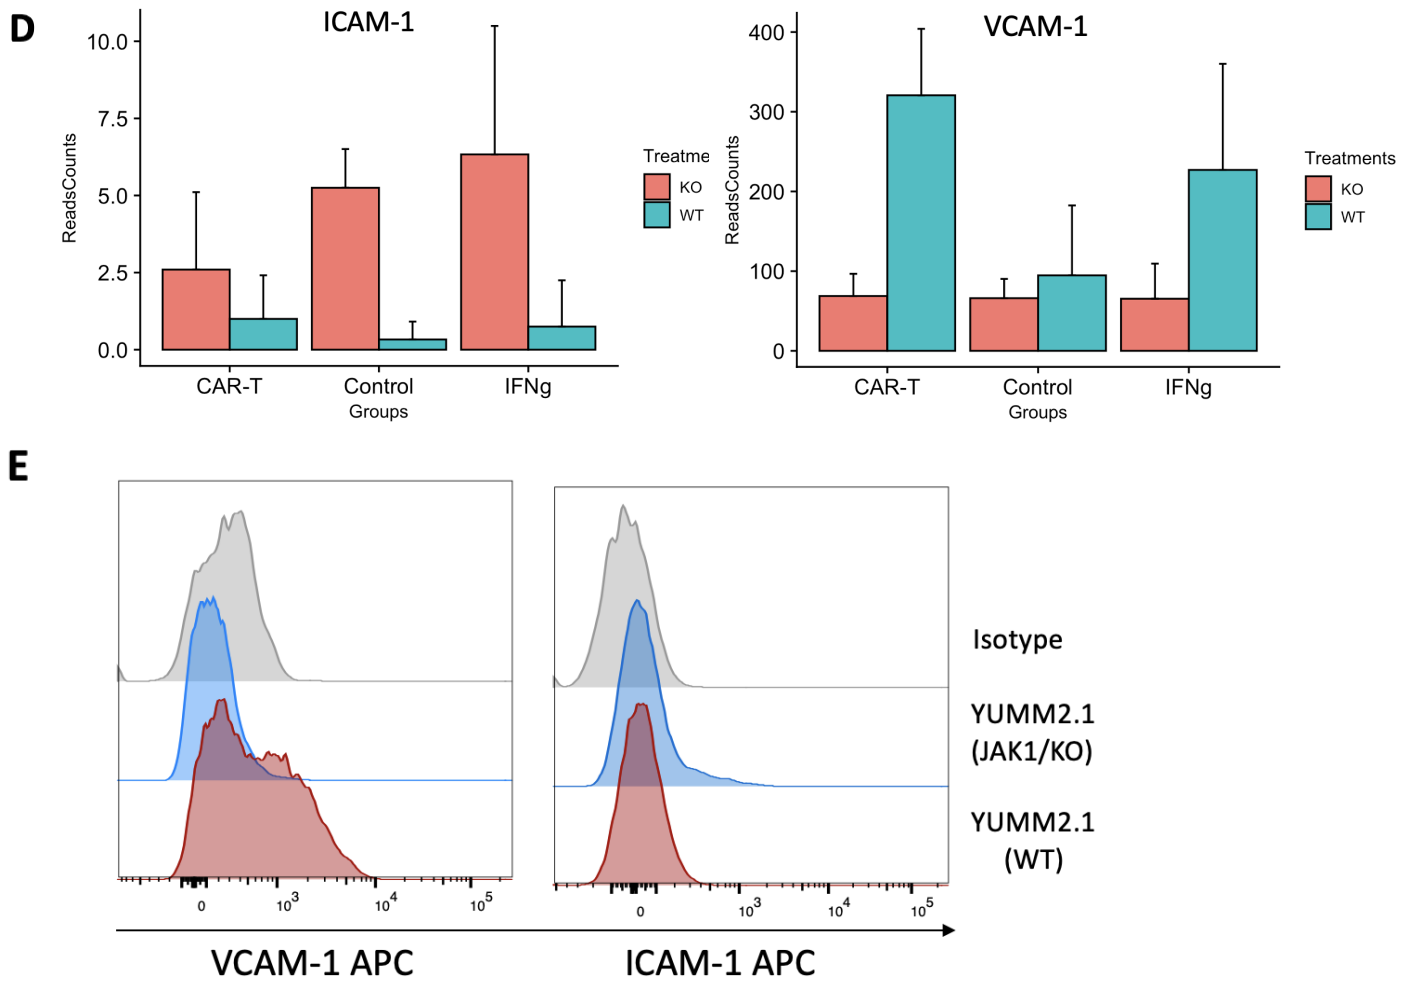 D
ICAM-1
ReadsCounts
10.0
7.5
5.0
2.5
0.0
CAR-T Control IFNg
Groups
Treatme
KO
WT
VCAM-1
ReadsCounts
400
300
200
100
0
CAR-T Control IFNg
Groups
Treatments
KO
WT
E
0 10³ 10⁴ 10⁵
VCAM-1 APC
0 10³ 10⁴ 10⁵
ICAM-1 APC
Isotype
YUMM2.1
(JAK1/KO)
YUMM2.1
(WT)